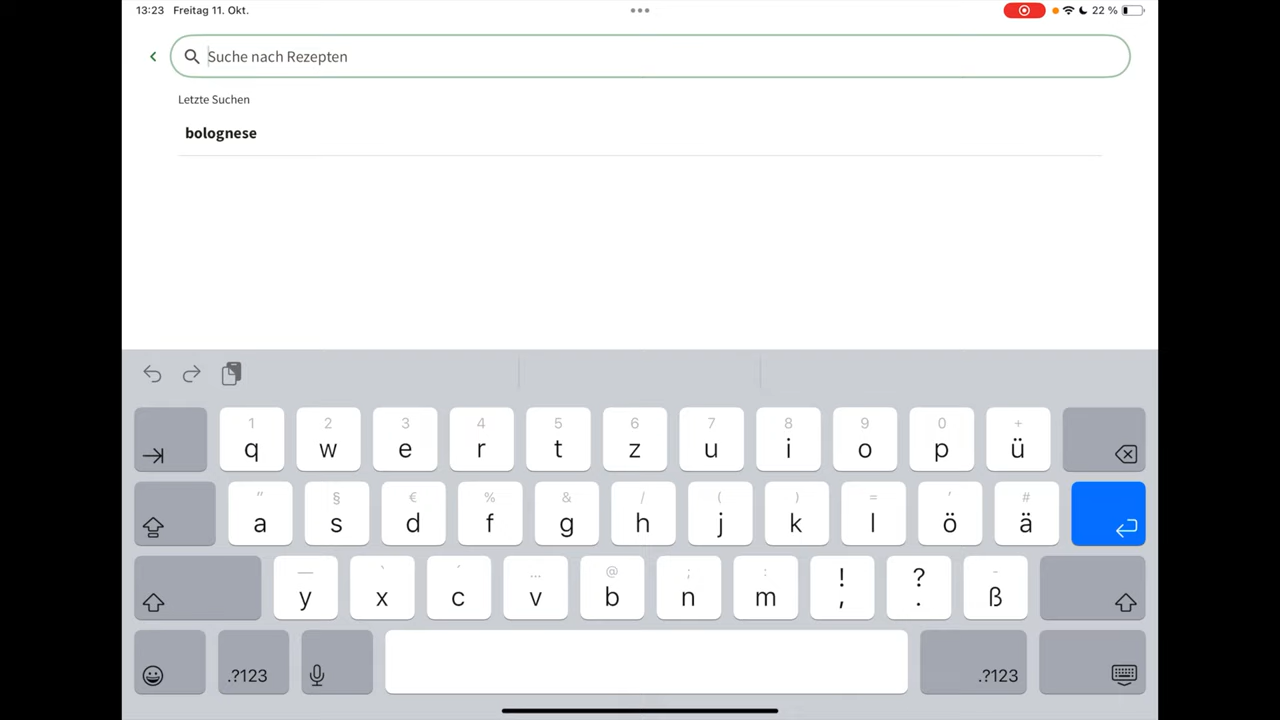 13:23 Freitag 11. Okt. 22 %
Suche nach Rezepten
Letzte Suchen
bolognese
1 2 3 4 5 6 7 8 9 0 +
q w e r t z u i o p ü
" § € % & / ( ) = ' #
a s d f g h j k l ö ä
— ` ´ ... @ ; : ! ? -
y x c v b n m , . ß
.?123 .?123